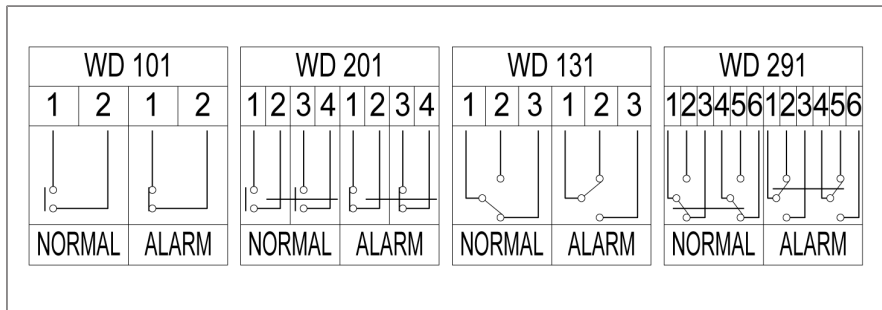 WD 101 WD 201 WD 131 WD 291
1 2 1 2 1 2 3 4 1 2 3 4 1 2 3 1 2 3 1 2 3 4 5 6 1 2 3 4 5 6
NORMAL ALARM NORMAL ALARM NORMAL ALARM NORMAL ALARM